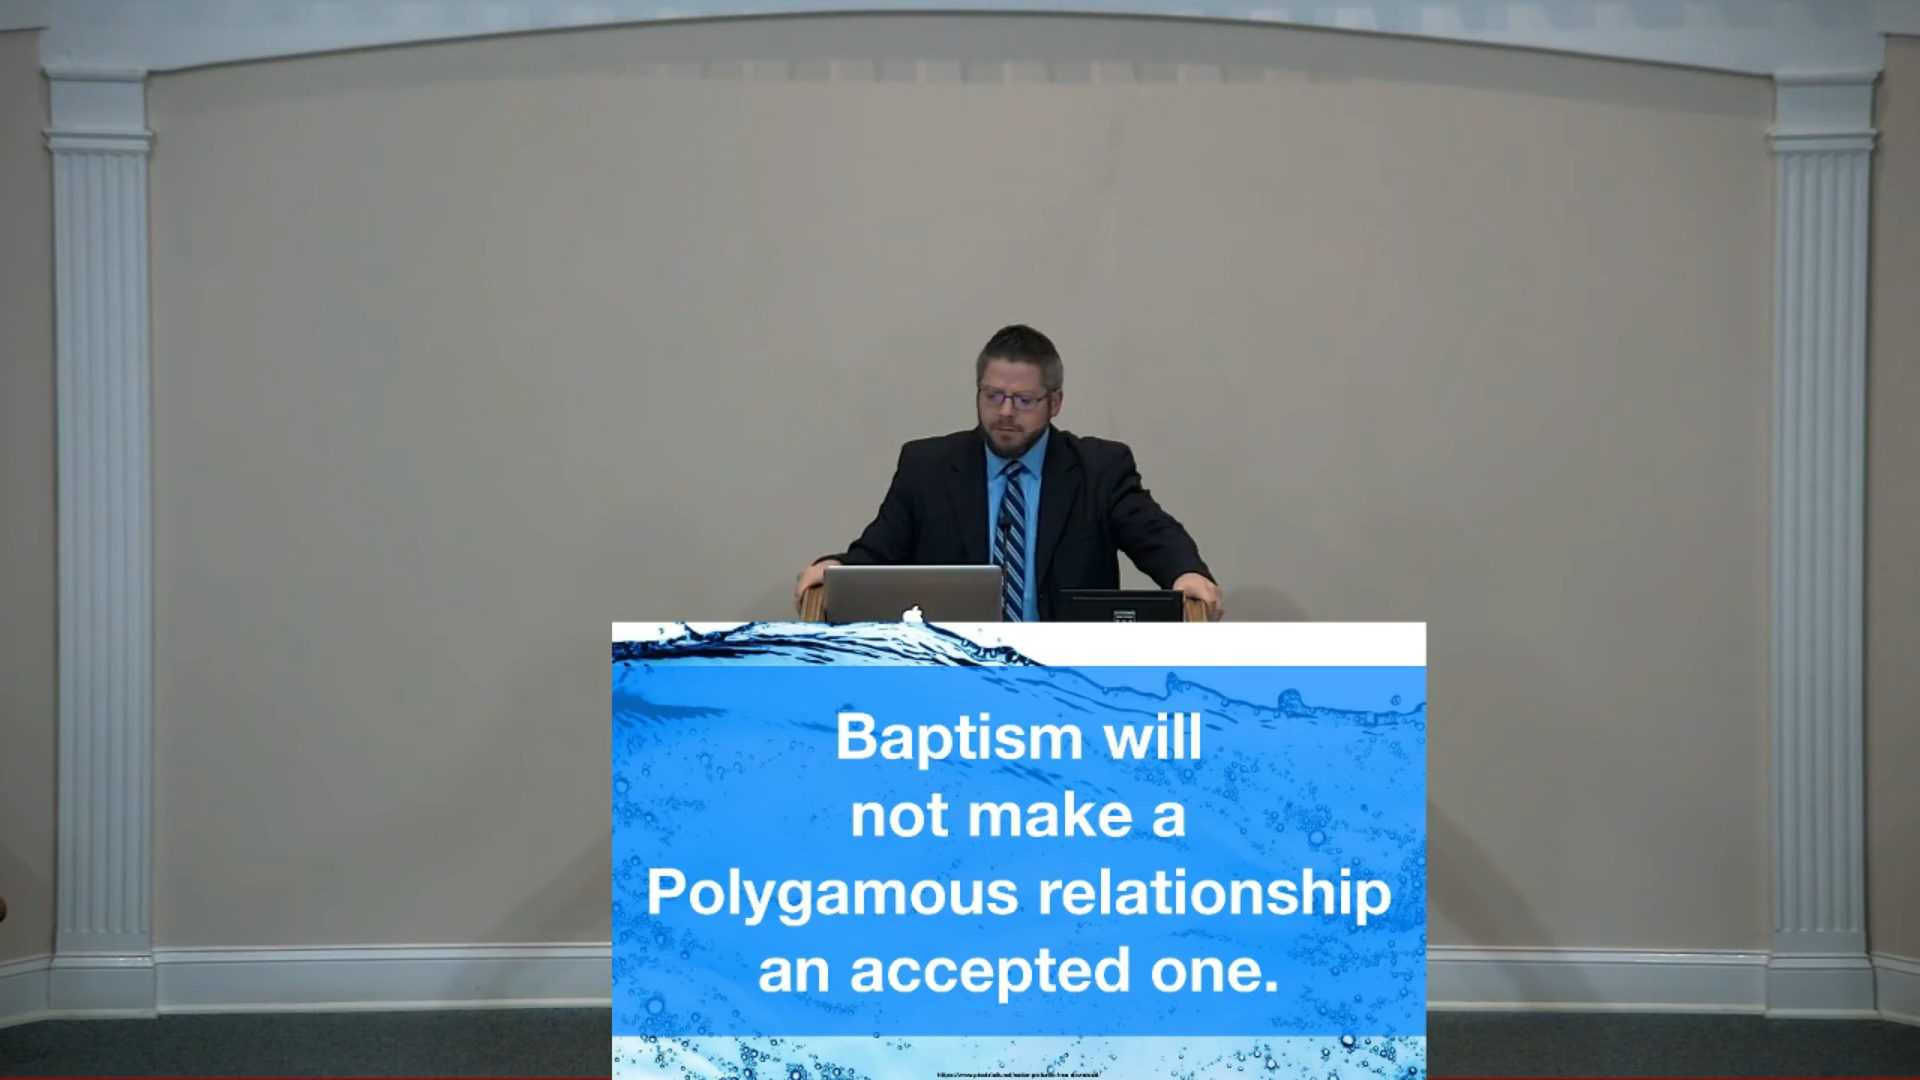 Baptism will
not make a
Polygamous relationship
an accepted one.